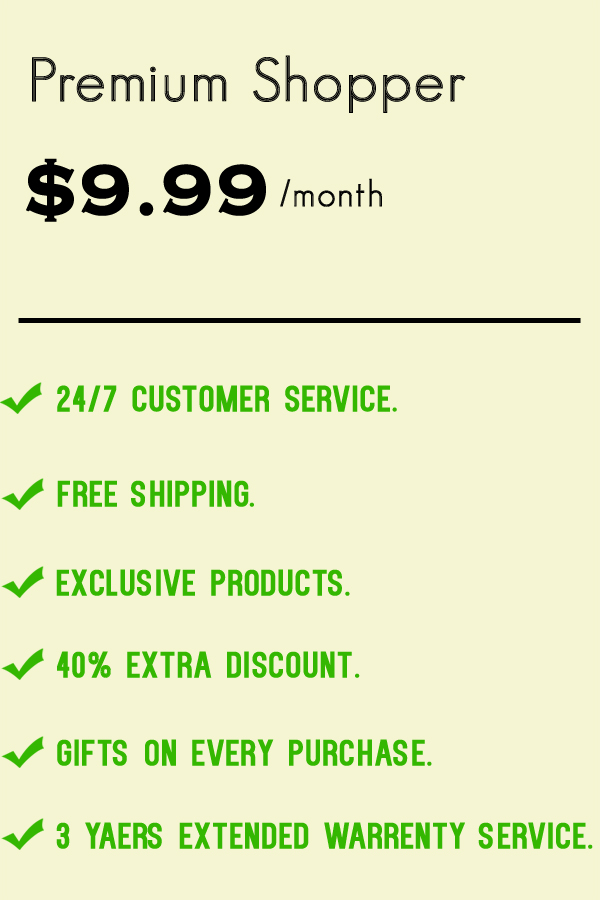 Premium Shopper
$9.99 /month
24/7 CUSTOMER SERVICE.
FREE SHIPPING.
EXCLUSIVE PRODUCTS.
40% EXTRA DISCOUNT.
GIFTS ON EVERY PURCHASE.
3 YAERS EXTENDED WARRENTY SERVICE.